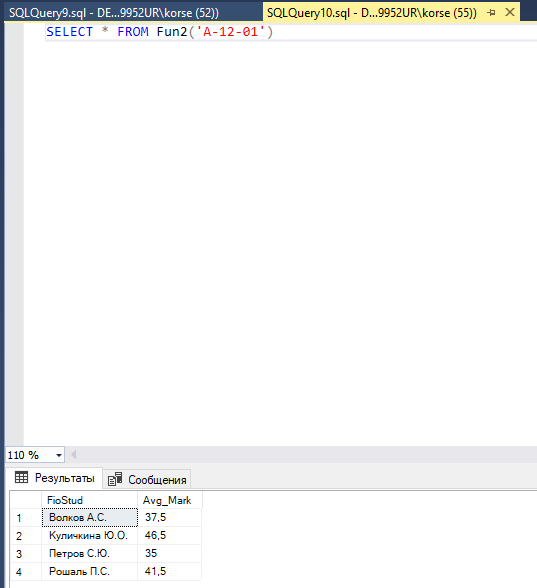 SQLQuery9.sql - DE...9952UR\korse (52))
SQLQuery10.sql - D...9952UR\korse (55))
SELECT * FROM Fun2('A-12-01')
110 %
Результаты
Сообщения
FioStud Avg_Mark
1 Волков А.С. 37,5
2 Куличкина Ю.О. 46,5
3 Петров С.Ю. 35
4 Рошаль П.С. 41,5